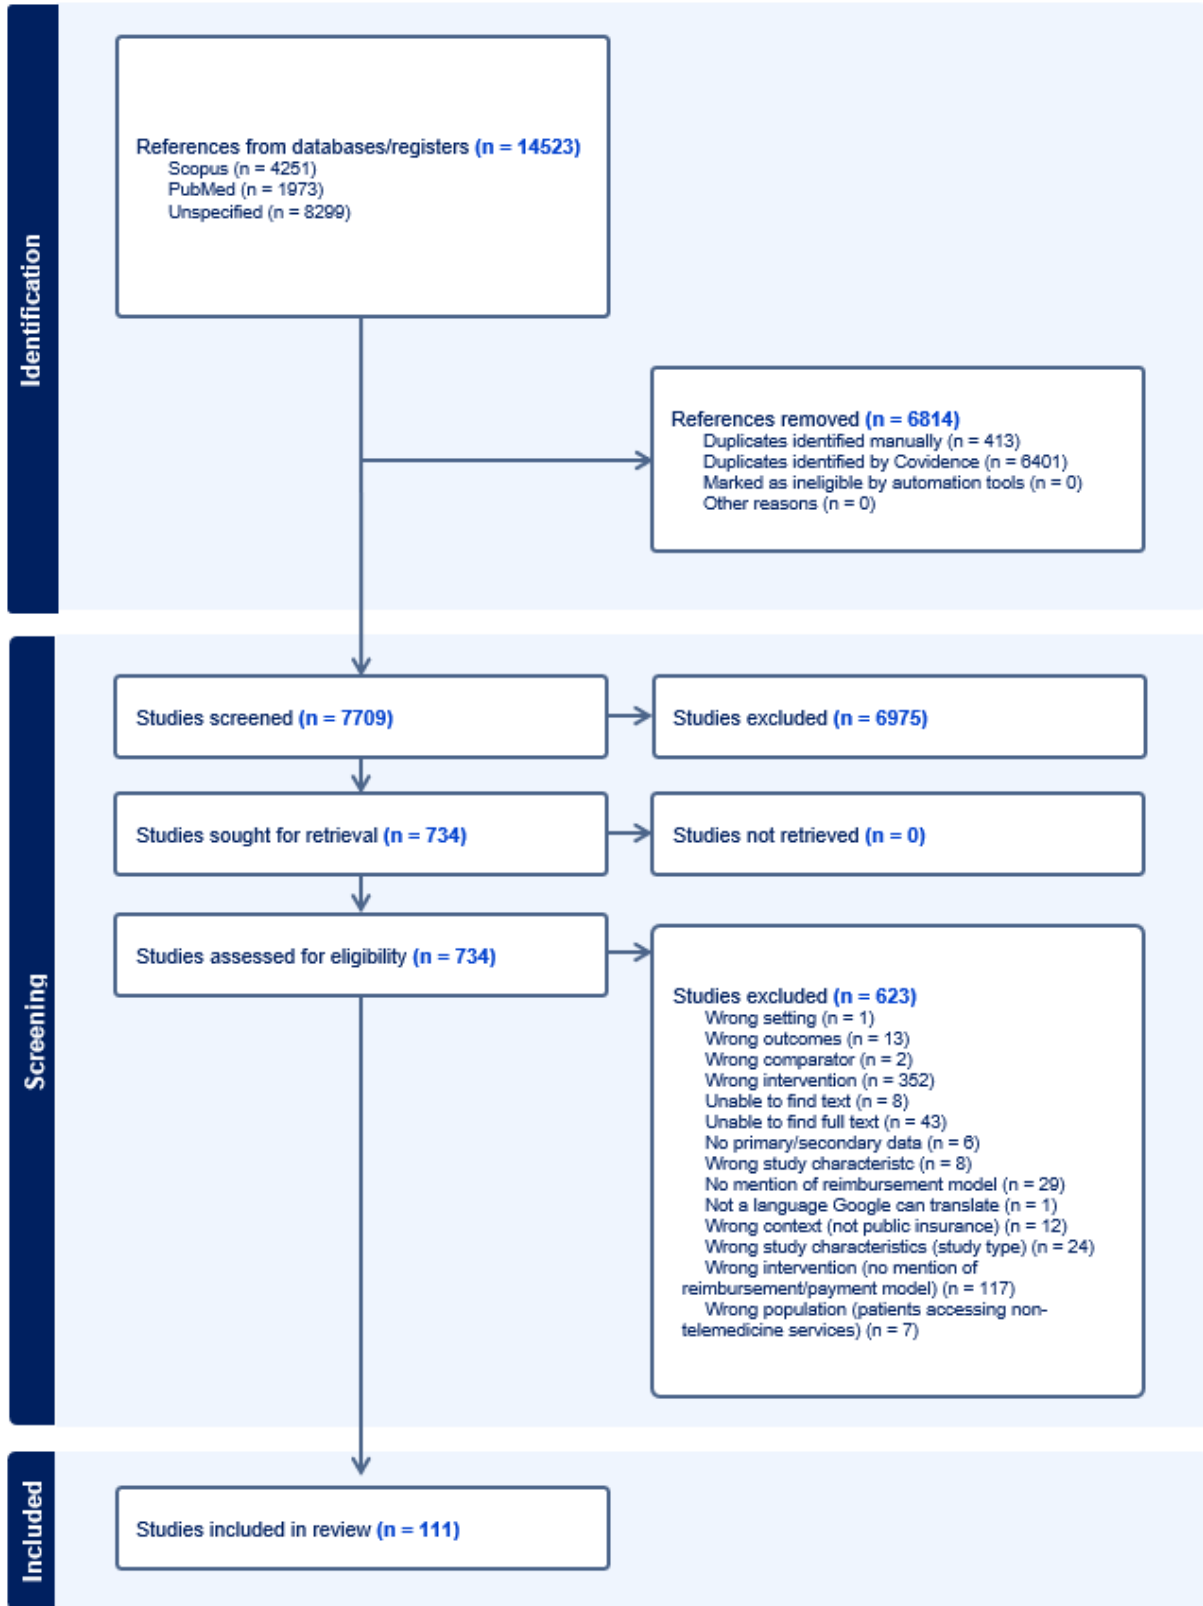 Identification
References from databases/registers (n = 14523)
Scopus (n = 4251)
PubMed (n = 1973)
Unspecified (n = 8299)
References removed (n = 6814)
Duplicates identified manually (n = 413)
Duplicates identified by Covidence (n = 6401)
Marked as ineligible by automation tools (n = 0)
Other reasons (n = 0)
Screening
Studies screened (n = 7709)
Studies excluded (n = 6975)
Studies sought for retrieval (n = 734)
Studies not retrieved (n = 0)
Studies assessed for eligibility (n = 734)
Studies excluded (n = 623)
Wrong setting (n = 1)
Wrong outcomes (n = 13)
Wrong comparator (n = 2)
Wrong intervention (n = 352)
Unable to find text (n = 8)
Unable to find full text (n = 43)
No primary/secondary data (n = 6)
Wrong study characteristc (n = 8)
No mention of reimbursement model (n = 29)
Not a language Google can translate (n = 1)
Wrong context (not public insurance) (n = 12)
Wrong study characteristics (study type) (n = 24)
Wrong intervention (no mention of
reimbursement/payment model) (n = 117)
Wrong population (patients accessing non-
telemedicine services) (n = 7)
Included
Studies included in review (n = 111)